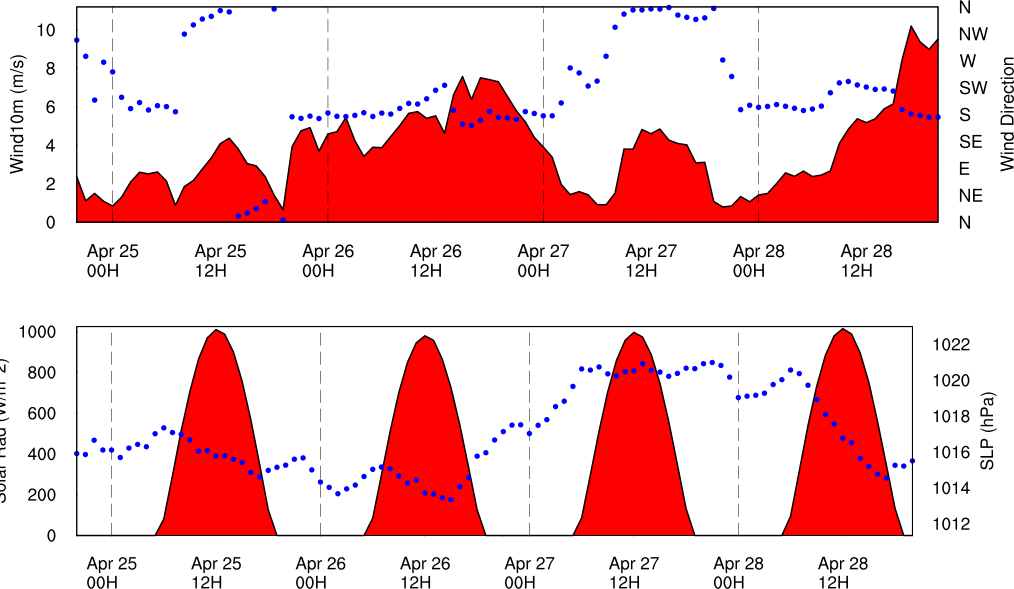 Wind10m (m/s)
10
8
6
4
2
0
N
NW
W
SW
S
SE
E
NE
N
Wind Direction
Apr 25 Apr 25 Apr 26 Apr 26 Apr 27 Apr 27 Apr 28 Apr 28
00H 12H 00H 12H 00H 12H 00H 12H
1000
800
600
400
200
0
1022
1020
1018
1016
1014
1012
SLP (hPa)
Apr 25 Apr 25 Apr 26 Apr 26 Apr 27 Apr 27 Apr 28 Apr 28
00H 12H 00H 12H 00H 12H 00H 12H